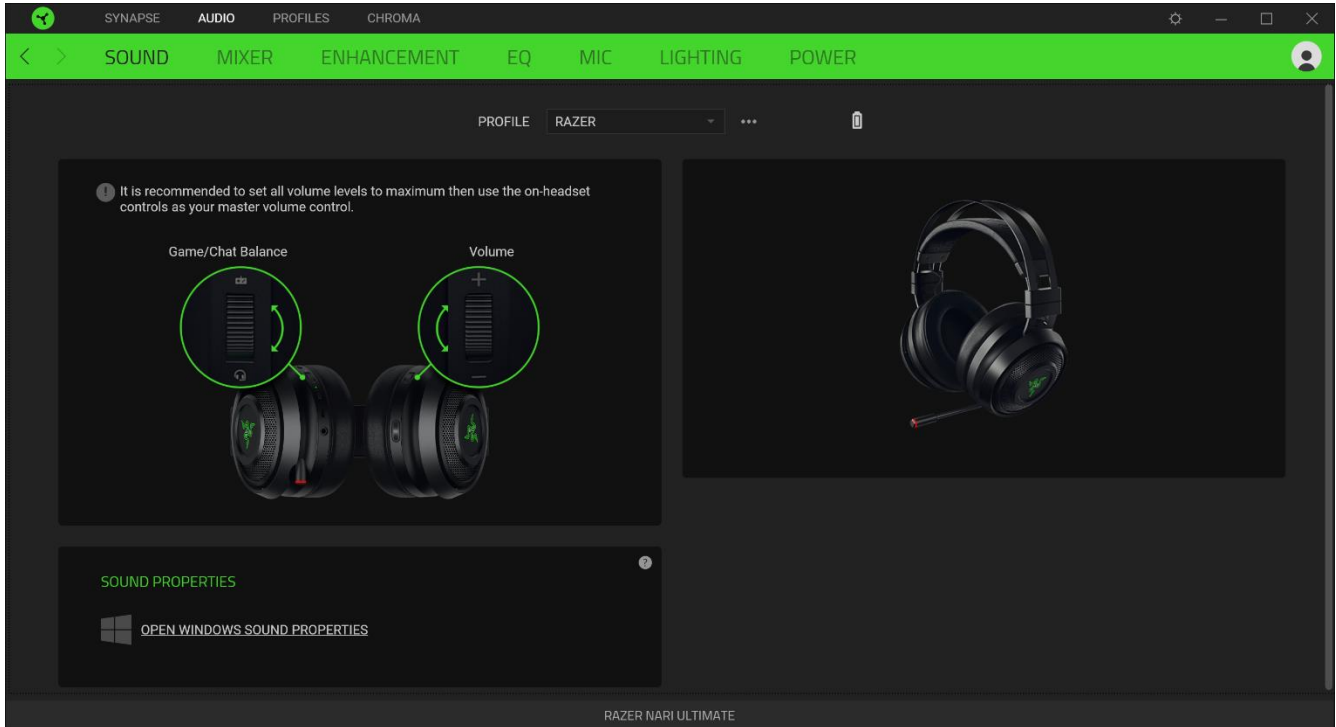 SYNAPSE AUDIO PROFILES CHROMA
SOUND MIXER ENHANCEMENT EQ MIC LIGHTING POWER
PROFILE RAZER
It is recommended to set all volume levels to maximum then use the on-headset
controls as your master volume control.
Game/Chat Balance Volume
SOUND PROPERTIES
OPEN WINDOWS SOUND PROPERTIES
RAZER NARI ULTIMATE